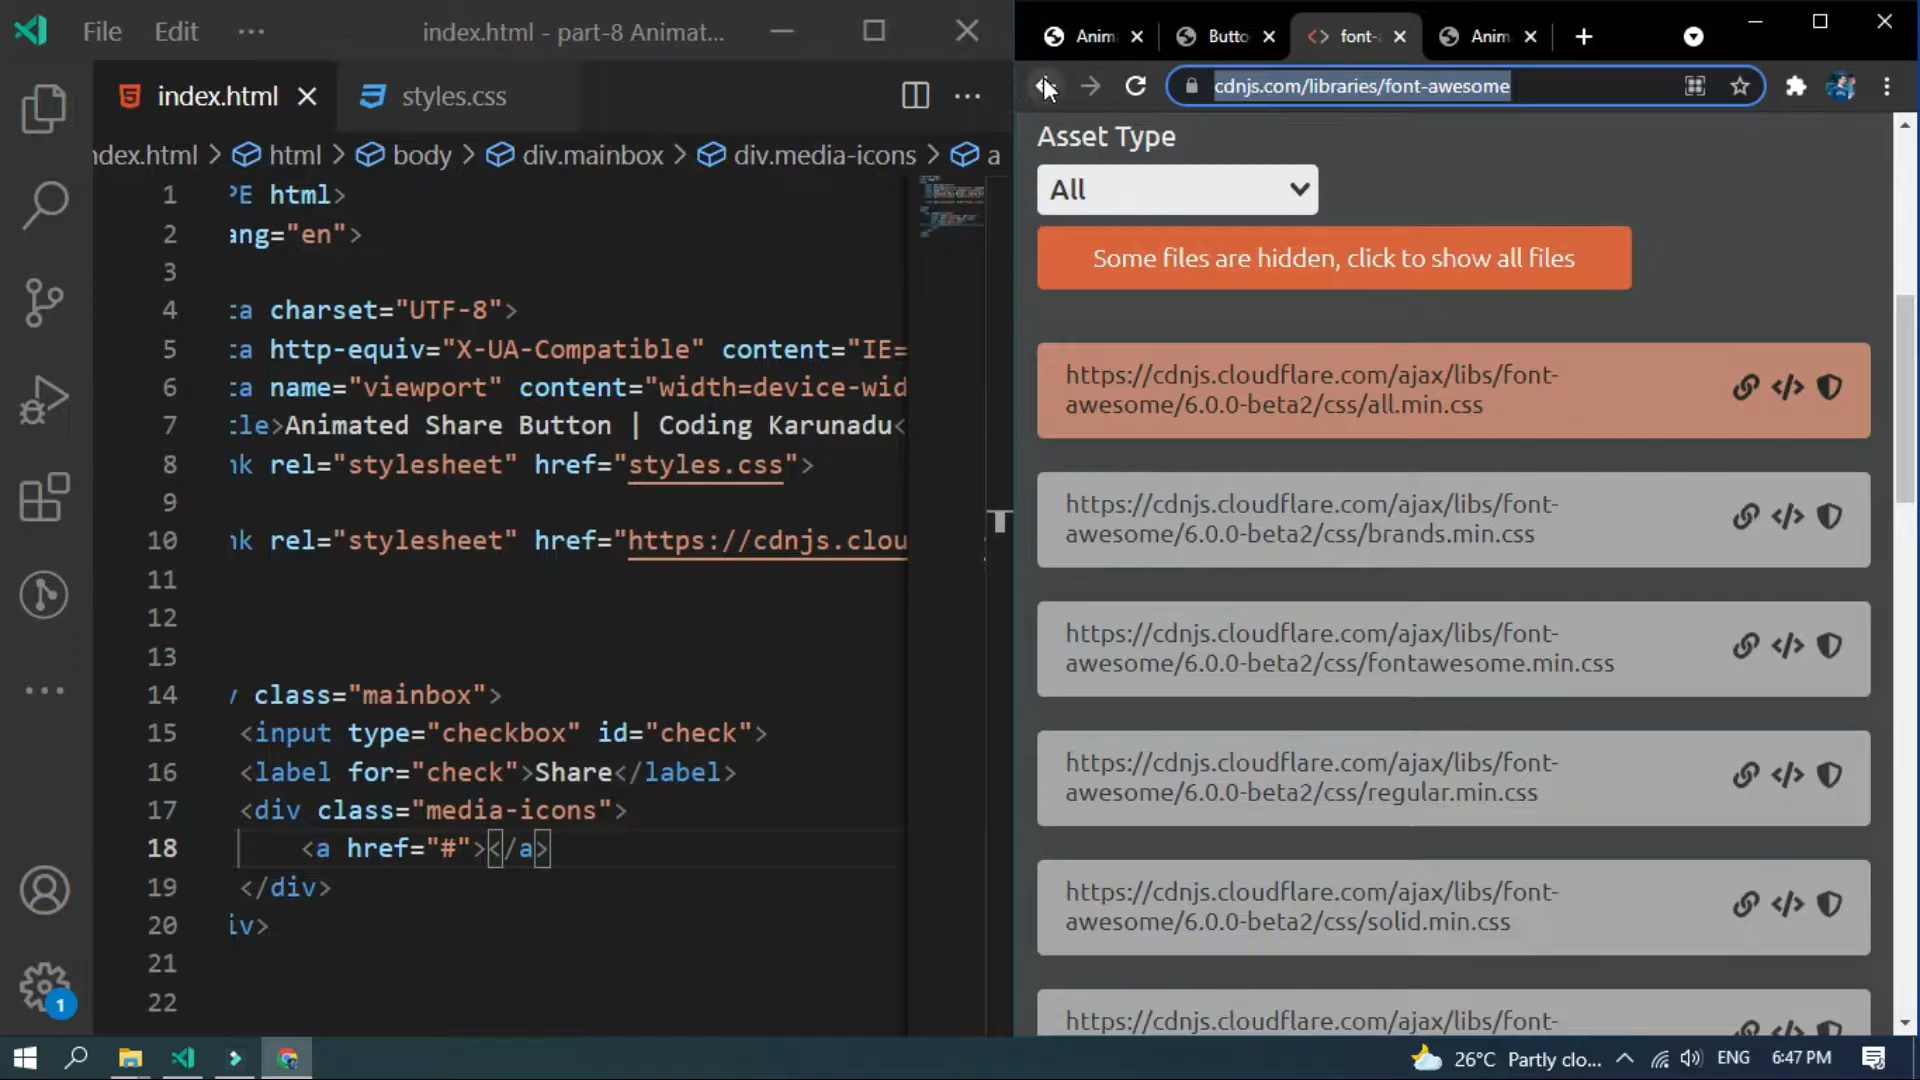 File Edit ··· index.html - part-8 Animat...
index.html styles.css
ndex.html > html > body > div.mainbox > div.media-icons > a
1 PE html>
2 ang="en">
3
4 ta charset="UTF-8">
5 ta http-equiv="X-UA-Compatible" content="IE=
6 ta name="viewport" content="width=device-wid
7 tle>Animated Share Button | Coding Karunadu<
8 nk rel="stylesheet" href="styles.css">
9
10 nk rel="stylesheet" href="https://cdnjs.clou
11
12
13
14 v class="mainbox">
15 <input type="checkbox" id="check">
16 <label for="check">Share</label>
17 <div class="media-icons">
18 <a href="#"></a>
19 </div>
20 iv>
21
22
1
Anim Butto font- Anim
cdnjs.com/libraries/font-awesome
Asset Type
All
Some files are hidden, click to show all files
https://cdnjs.cloudflare.com/ajax/libs/font-
awesome/6.0.0-beta2/css/all.min.css
https://cdnjs.cloudflare.com/ajax/libs/font-
awesome/6.0.0-beta2/css/brands.min.css
https://cdnjs.cloudflare.com/ajax/libs/font-
awesome/6.0.0-beta2/css/fontawesome.min.css
https://cdnjs.cloudflare.com/ajax/libs/font-
awesome/6.0.0-beta2/css/regular.min.css
https://cdnjs.cloudflare.com/ajax/libs/font-
awesome/6.0.0-beta2/css/solid.min.css
https://cdnjs.cloudflare.com/ajax/libs/font-
26°C Partly clo... ENG 6:47 PM